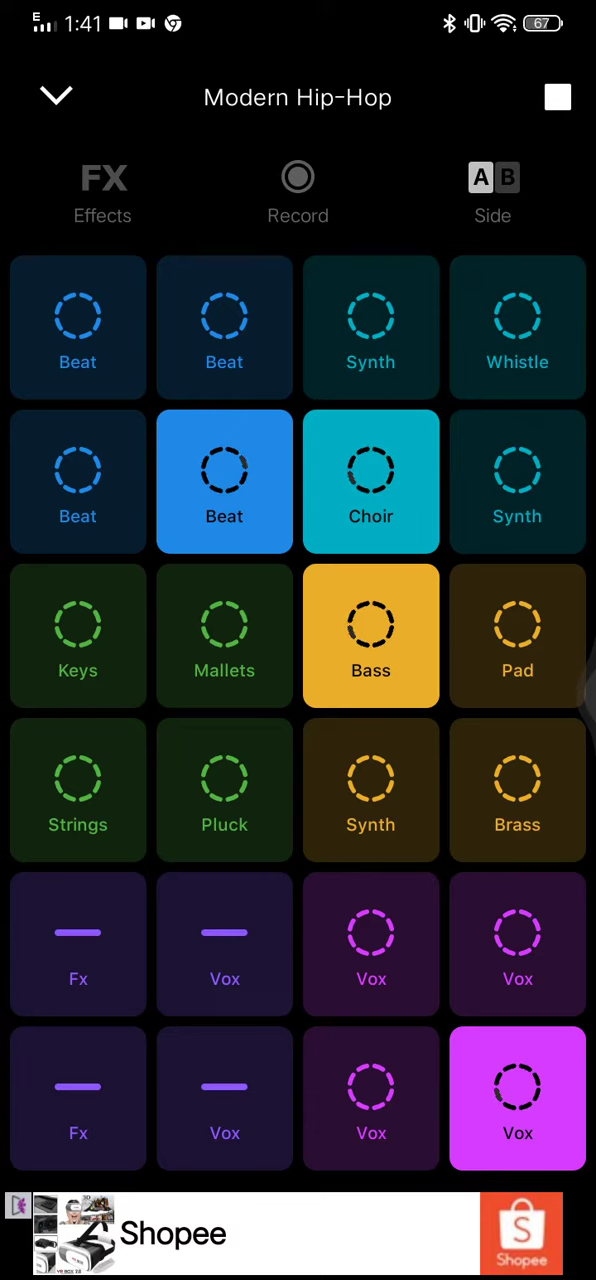 E 1:41 67
Modern Hip-Hop
FX A B
Effects Record Side
Beat Beat Synth Whistle
Beat Beat Choir Synth
Keys Mallets Bass Pad
Strings Pluck Synth Brass
Fx Vox Vox Vox
Fx Vox Vox Vox
Shopee
S
Shopee